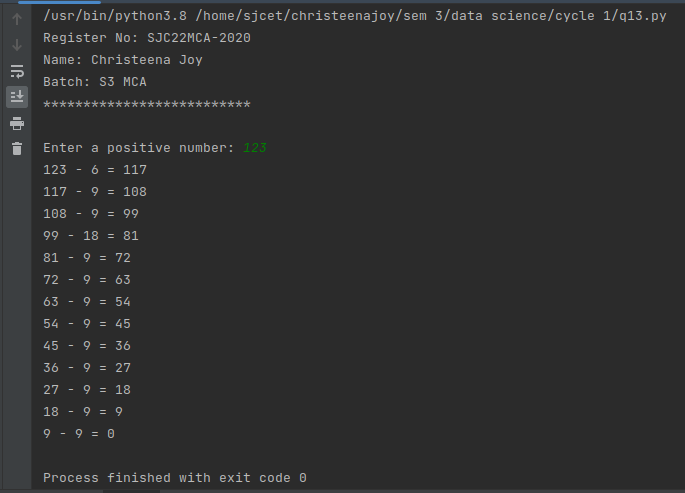 /usr/bin/python3.8 /home/sjcet/christeenajoy/sem 3/data science/cycle 1/q13.py
Register No: SJC22MCA-2020
Name: Christeena Joy
Batch: S3 MCA
**************************
Enter a positive number: 123
123 - 6 = 117
117 - 9 = 108
108 - 9 = 99
99 - 18 = 81
81 - 9 = 72
72 - 9 = 63
63 - 9 = 54
54 - 9 = 45
45 - 9 = 36
36 - 9 = 27
27 - 9 = 18
18 - 9 = 9
9 - 9 = 0
Process finished with exit code 0